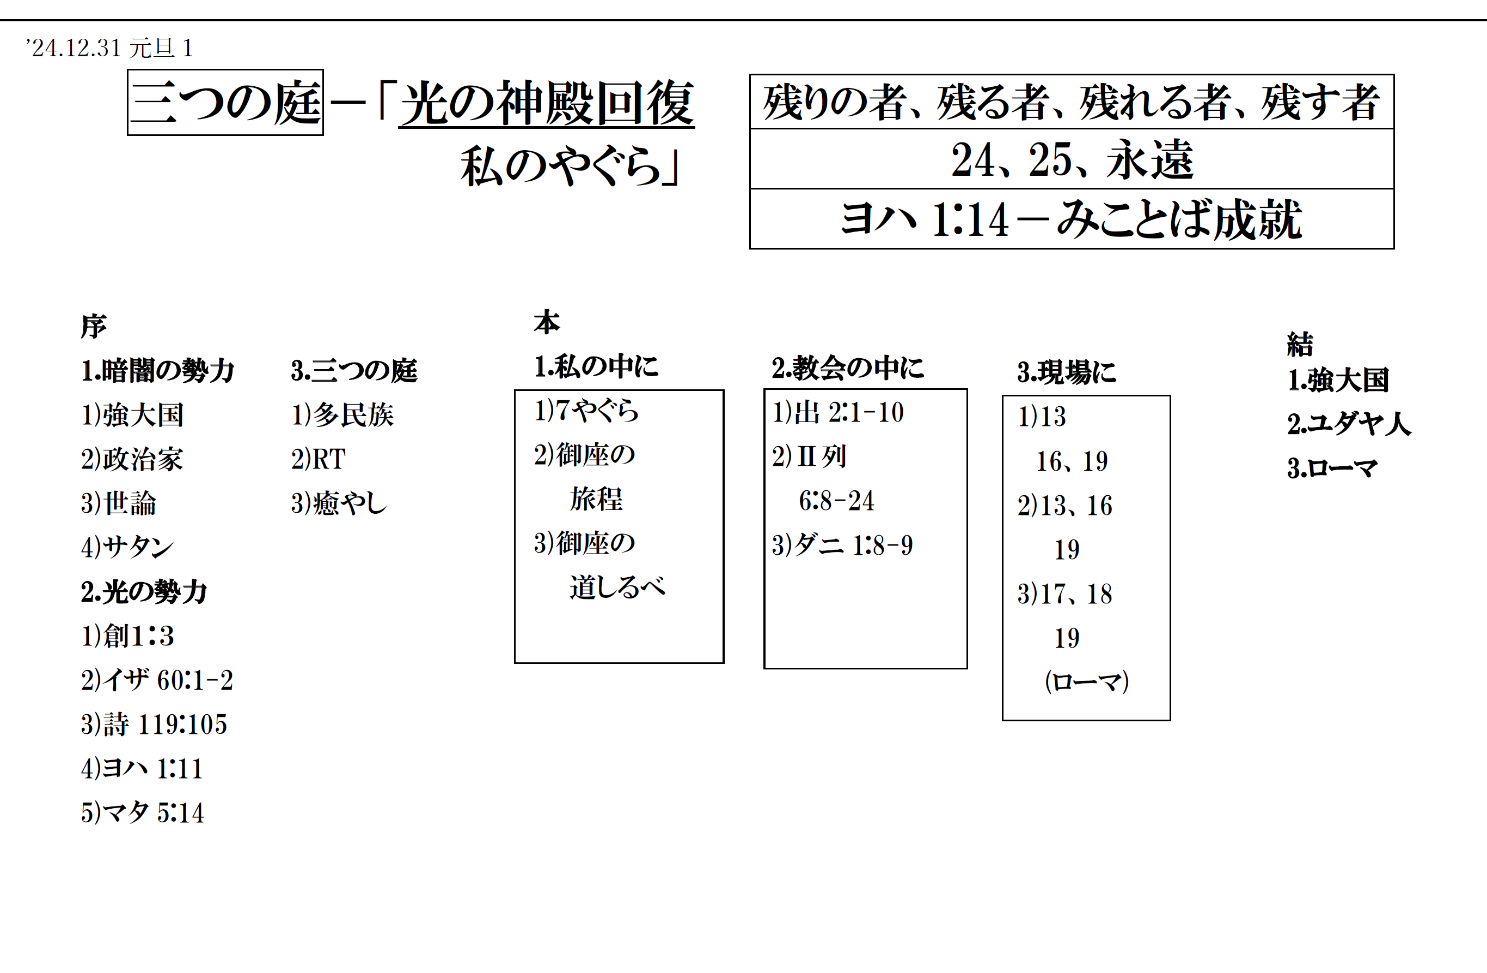 ’24.12.31 元旦 1
三つの庭－「光の神殿回復
私のやぐら」
残りの者、残る者、残れる者、残す者
24、25、永遠
ヨハ 1:14－みことば成就
序
1.暗闇の勢力
1)強大国
2)政治家
3)世論
4)サタン
2.光の勢力
1)創1:3
2)イザ 60:1-2
3)詩 119:105
4)ヨハ 1:11
5)マタ 5:14
3.三つの庭
1)多民族
2)RT
3)癒やし
本
1.私の中に
1)7やぐら
2)御座の
旅程
3)御座の
道しるべ
2.教会の中に
1)出 2:1-10
2)Ⅱ列
6:8-24
3)ダニ 1:8-9
3.現場に
1)13
16、19
2)13、16
19
3)17、18
19
(ローマ)
結
1.強大国
2.ユダヤ人
3.ローマ